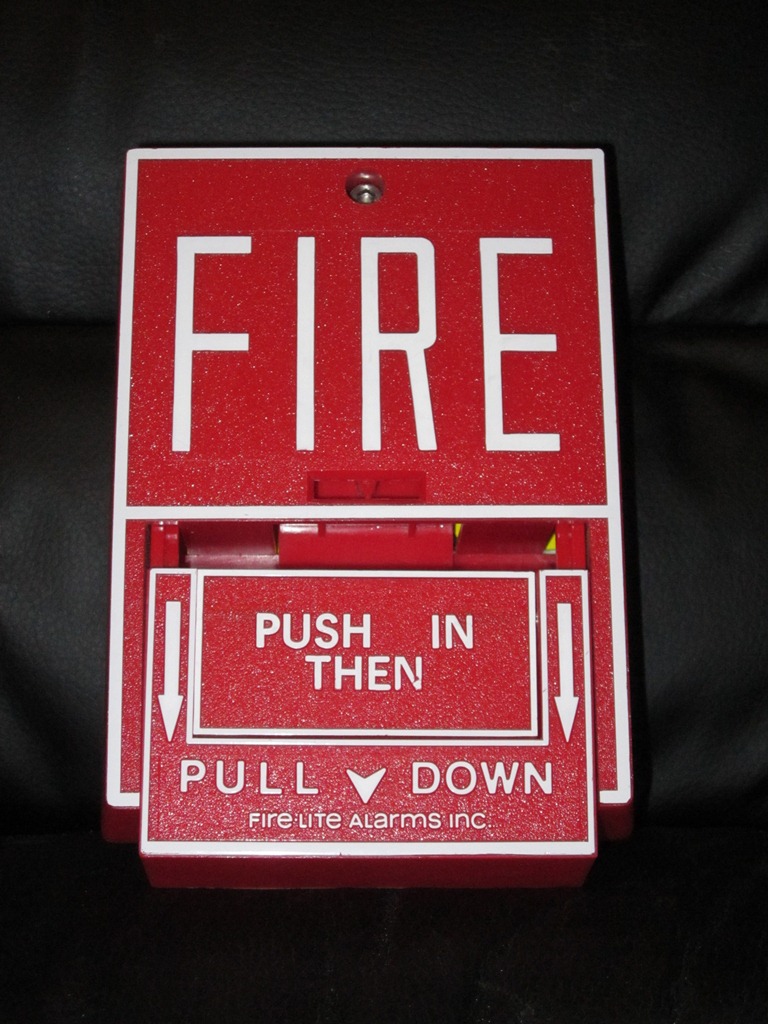 FIRE
PUSH IN
THEN
PULL DOWN
FIRE·LITE ALARMS INC.